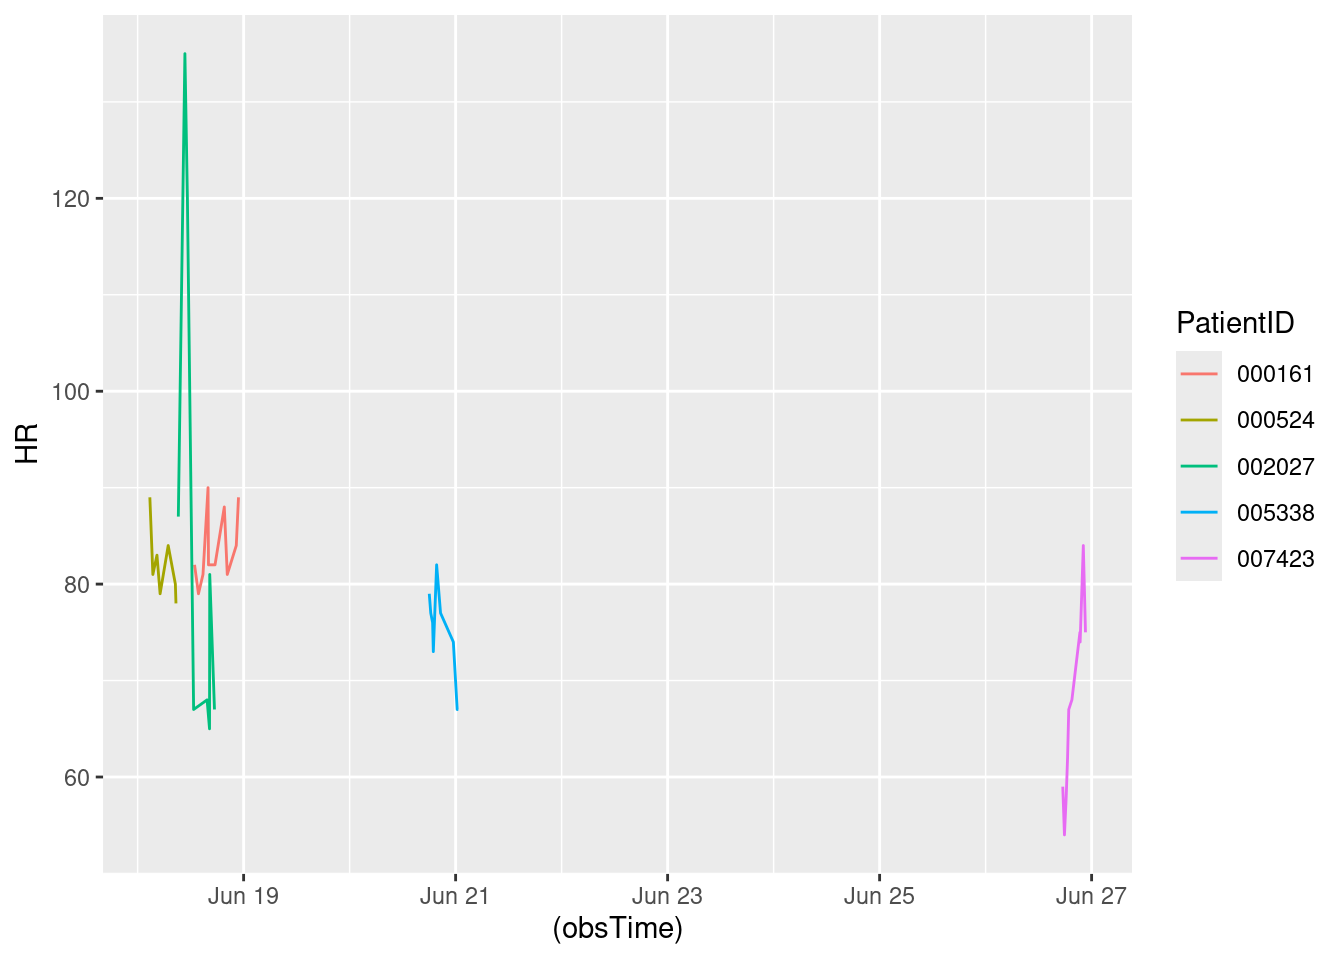 120
100
80
60
HR
Jun 19
Jun 21
Jun 23
Jun 25
Jun 27
(obsTime)
PatientID
000161
000524
002027
005338
007423